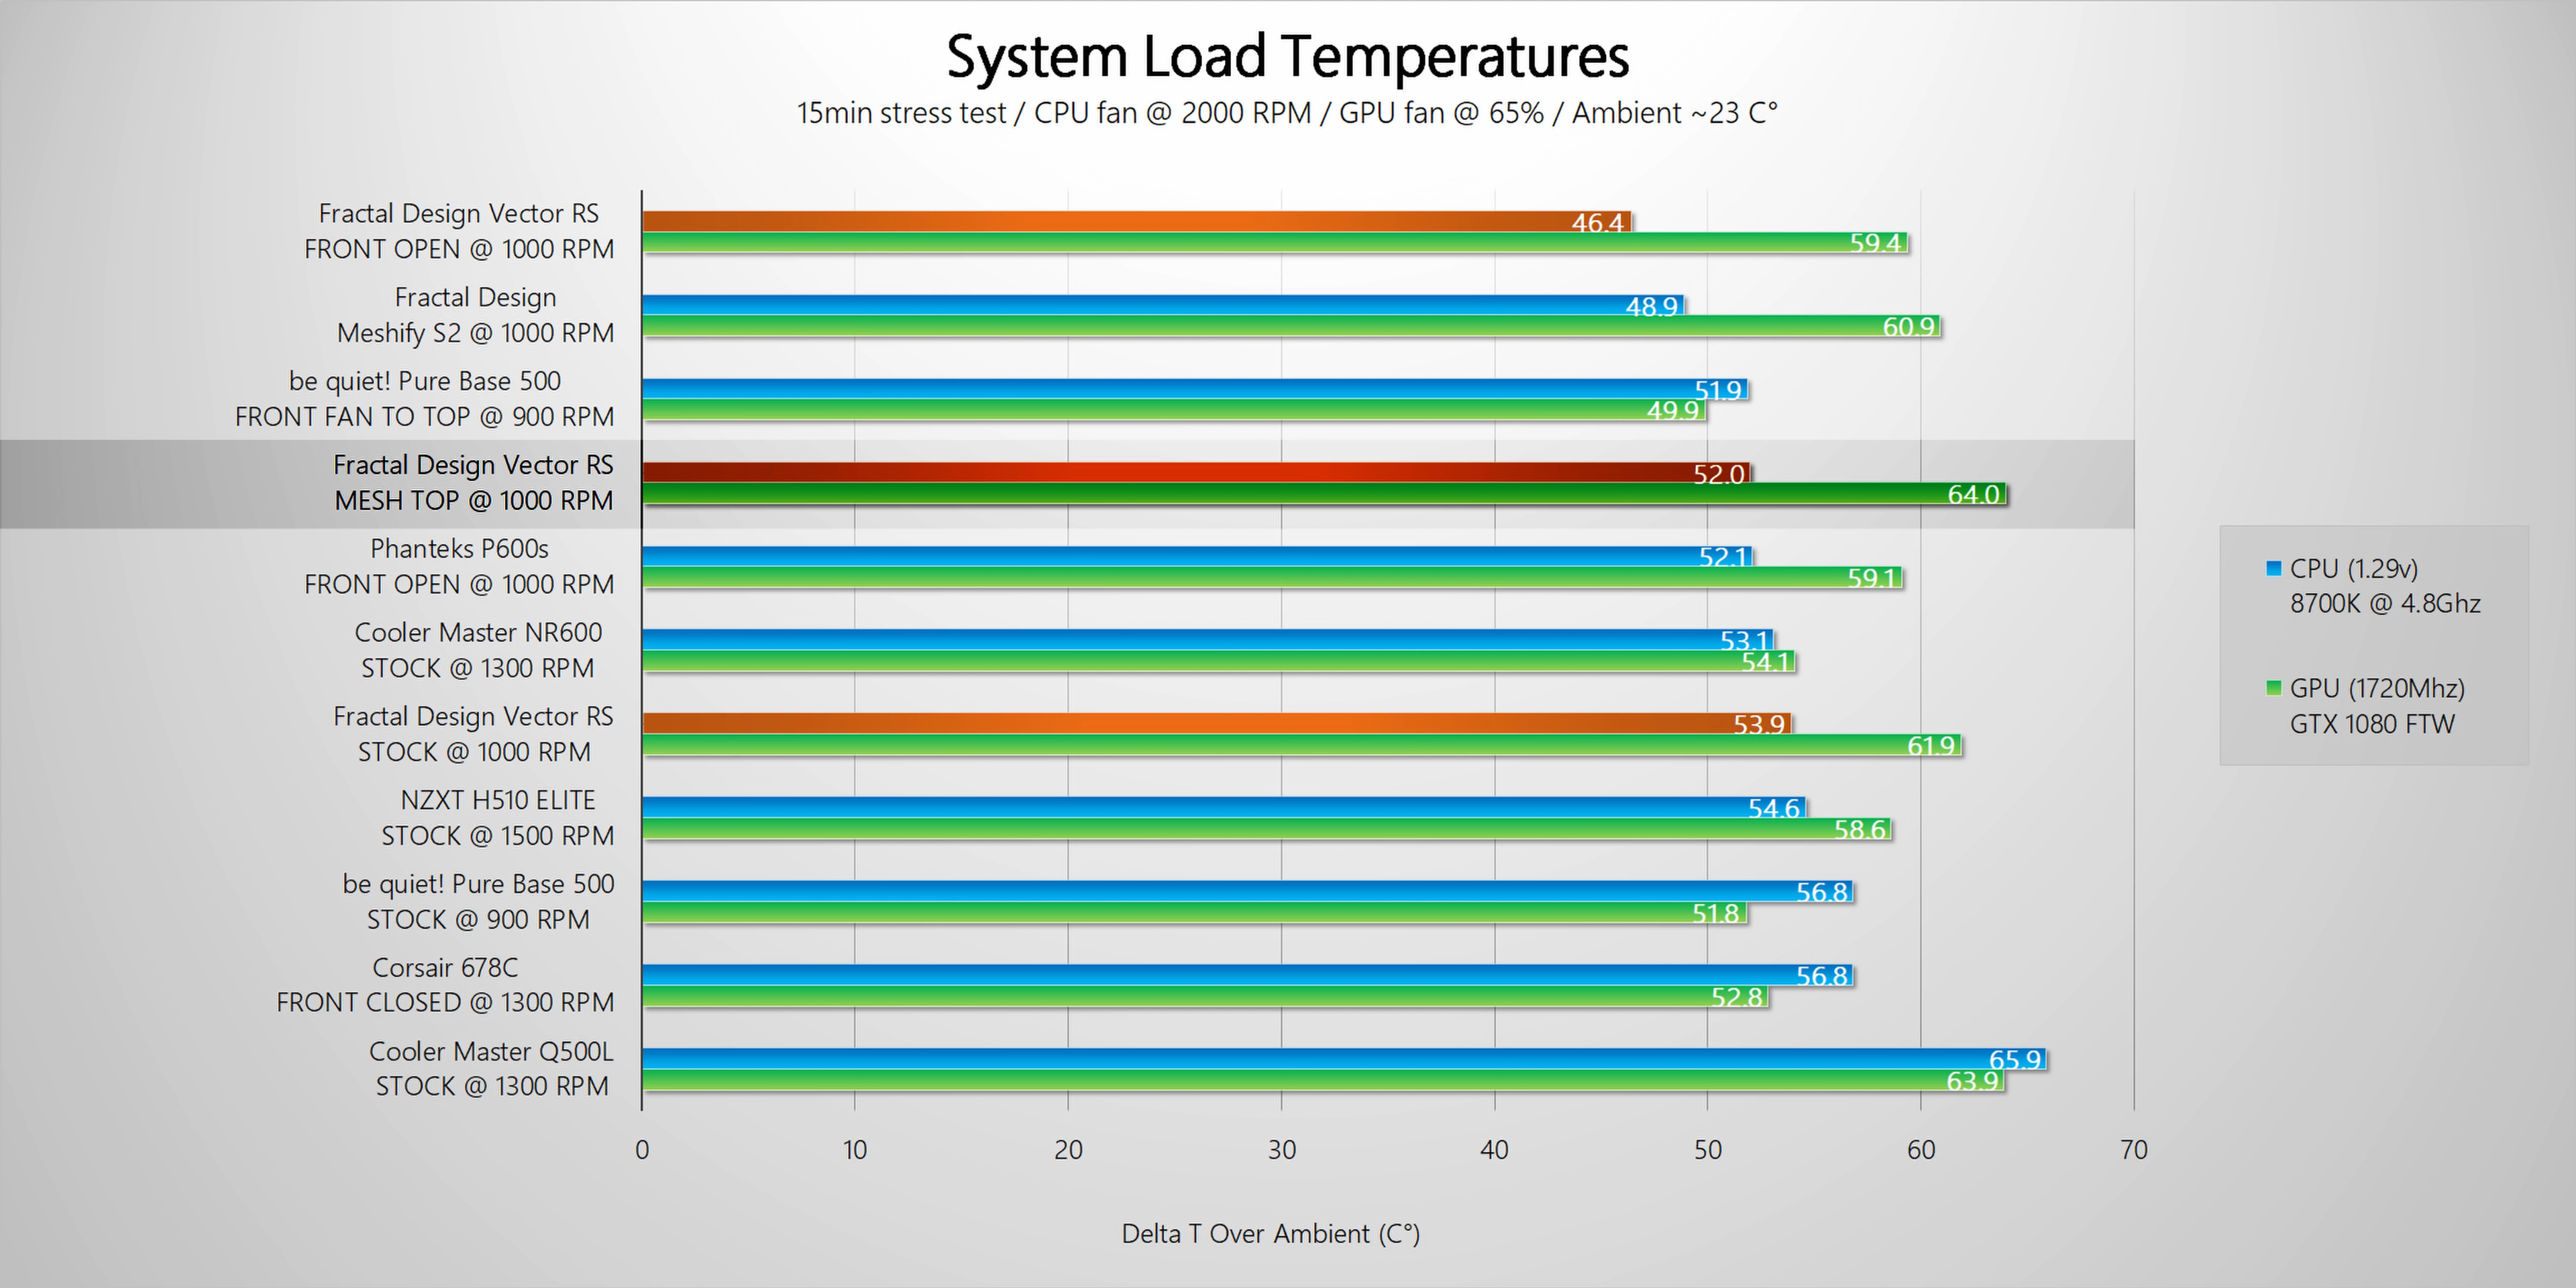 System Load Temperatures
15min stress test / CPU fan @ 2000 RPM / GPU fan @ 65% / Ambient ~23 C°
Fractal Design Vector RS
FRONT OPEN @ 1000 RPM
46.4
59.4
Fractal Design
Meshify S2 @ 1000 RPM
48.9
60.9
be quiet! Pure Base 500
FRONT FAN TO TOP @ 900 RPM
51.9
49.9
Fractal Design Vector RS
MESH TOP @ 1000 RPM
52.0
64.0
Phanteks P600s
FRONT OPEN @ 1000 RPM
52.1
59.1
Cooler Master NR600
STOCK @ 1300 RPM
53.1
54.1
Fractal Design Vector RS
STOCK @ 1000 RPM
53.9
61.9
NZXT H510 ELITE
STOCK @ 1500 RPM
54.6
58.6
be quiet! Pure Base 500
STOCK @ 900 RPM
56.8
51.8
Corsair 678C
FRONT CLOSED @ 1300 RPM
56.8
52.8
Cooler Master Q500L
STOCK @ 1300 RPM
65.9
63.9
0 10 20 30 40 50 60 70
Delta T Over Ambient (C°)
CPU (1.29v)
8700K @ 4.8Ghz
GPU (1720Mhz)
GTX 1080 FTW